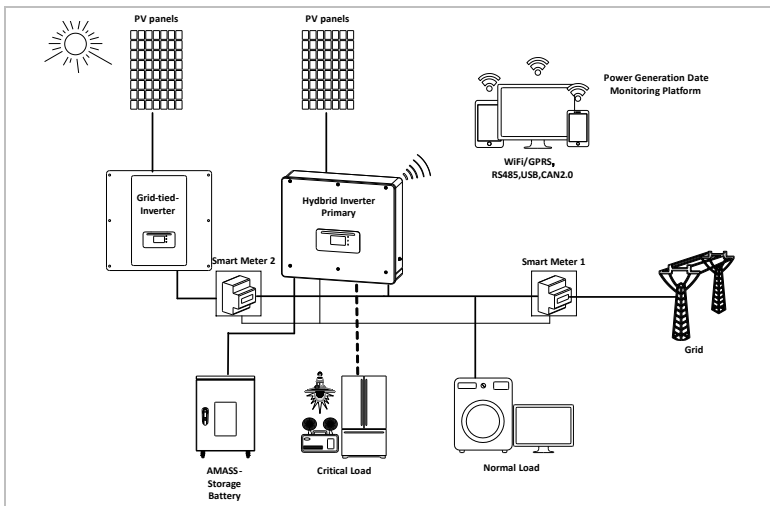 PV panels
PV panels
Power Generation Date
Monitoring Platform
WiFi/GPRS,
RS485,USB,CAN2.0
Grid-tied-
Inverter
Hydbrid Inverter
Primary
Smart Meter 2
Smart Meter 1
Grid
AMASS-
Storage
Battery
Critical Load
Normal Load